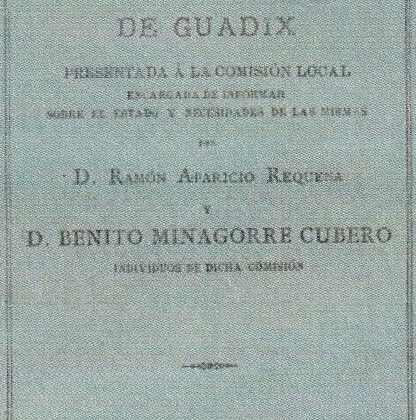 DE GUADIX
PRESENTADA Á LA COMISIÓN LOCAL
ENCARGADA DE INFORMAR
SOBRE EL ESTADO Y NECESIDADES DE LAS MISMAS
POR
D. RAMÓN APARICIO REQUENA
Y
D. BENITO MINAGORRE CUBERO
INDIVIDUOS DE DICHA COMISIÓN